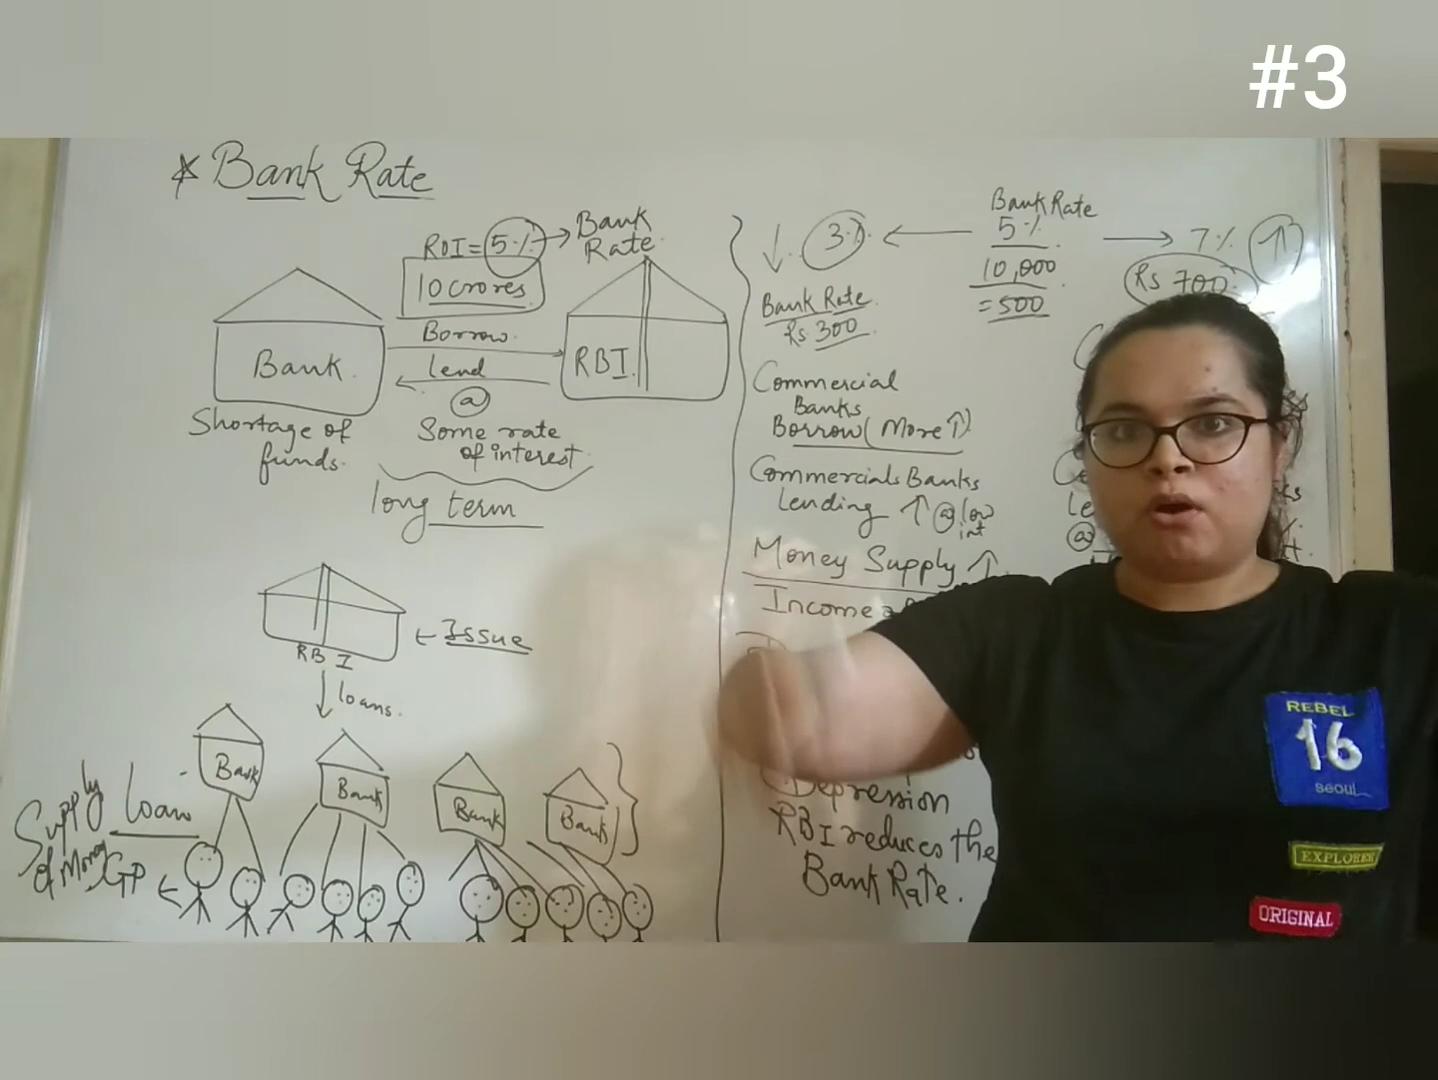 #3
* Bank Rate
ROI = 5% → Bank Rate
10 crores
Borrow
lend
@
Some rate
of interest
long term
Bank
Shortage of
funds.
RBI
RBI
← Issue
↓ loans.
Bank
Bank
Bank
Bank
Supply
of Money
loan
GP
Bank Rate
↓ 3% ← 5% → 7% ↑
10,000
= 500
Rs 700
Bank Rate
Rs 300
Commercial
Banks
Borrow (More ↑)
Commercials Banks
Lending ↑ @ low
int
Money Supply ↑
Income
Depression
RBI reduces the
Bank Rate.
REBEL
16
seoul
EXPLORER
ORIGINAL